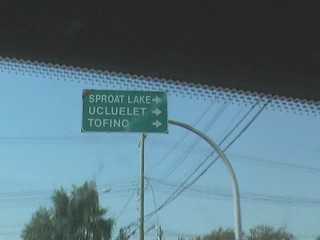 SPROAT LAKE →
UCLUELET →
TOFINO →